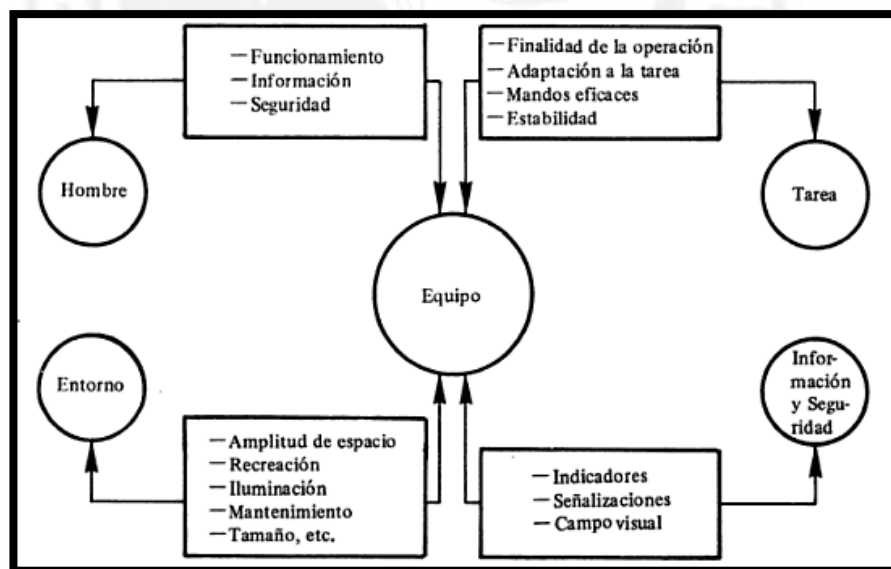 — Funcionamiento
— Información
— Seguridad
— Finalidad de la operación
— Adaptación a la tarea
— Mandos eficaces
— Estabilidad
Hombre
Tarea
Equipo
Entorno
Infor-
mación
y Segu-
ridad
— Amplitud de espacio
— Recreación
— Iluminación
— Mantenimiento
— Tamaño, etc.
— Indicadores
— Señalizaciones
— Campo visual